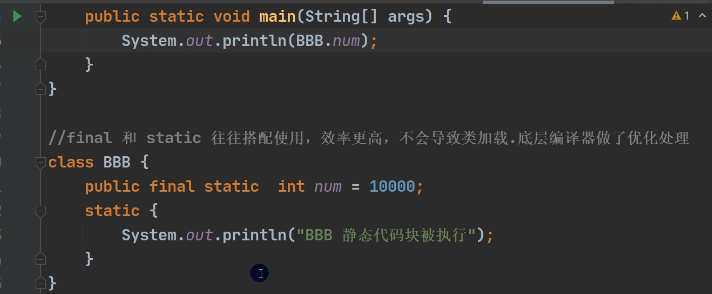 public static void main(String[] args) {
System.out.println(BBB.num);
}
}
//final 和 static 往往搭配使用，效率更高，不会导致类加载.底层编译器做了优化处理
class BBB {
public final static  int num = 10000;
static {
System.out.println("BBB 静态代码块被执行");
}
}
1